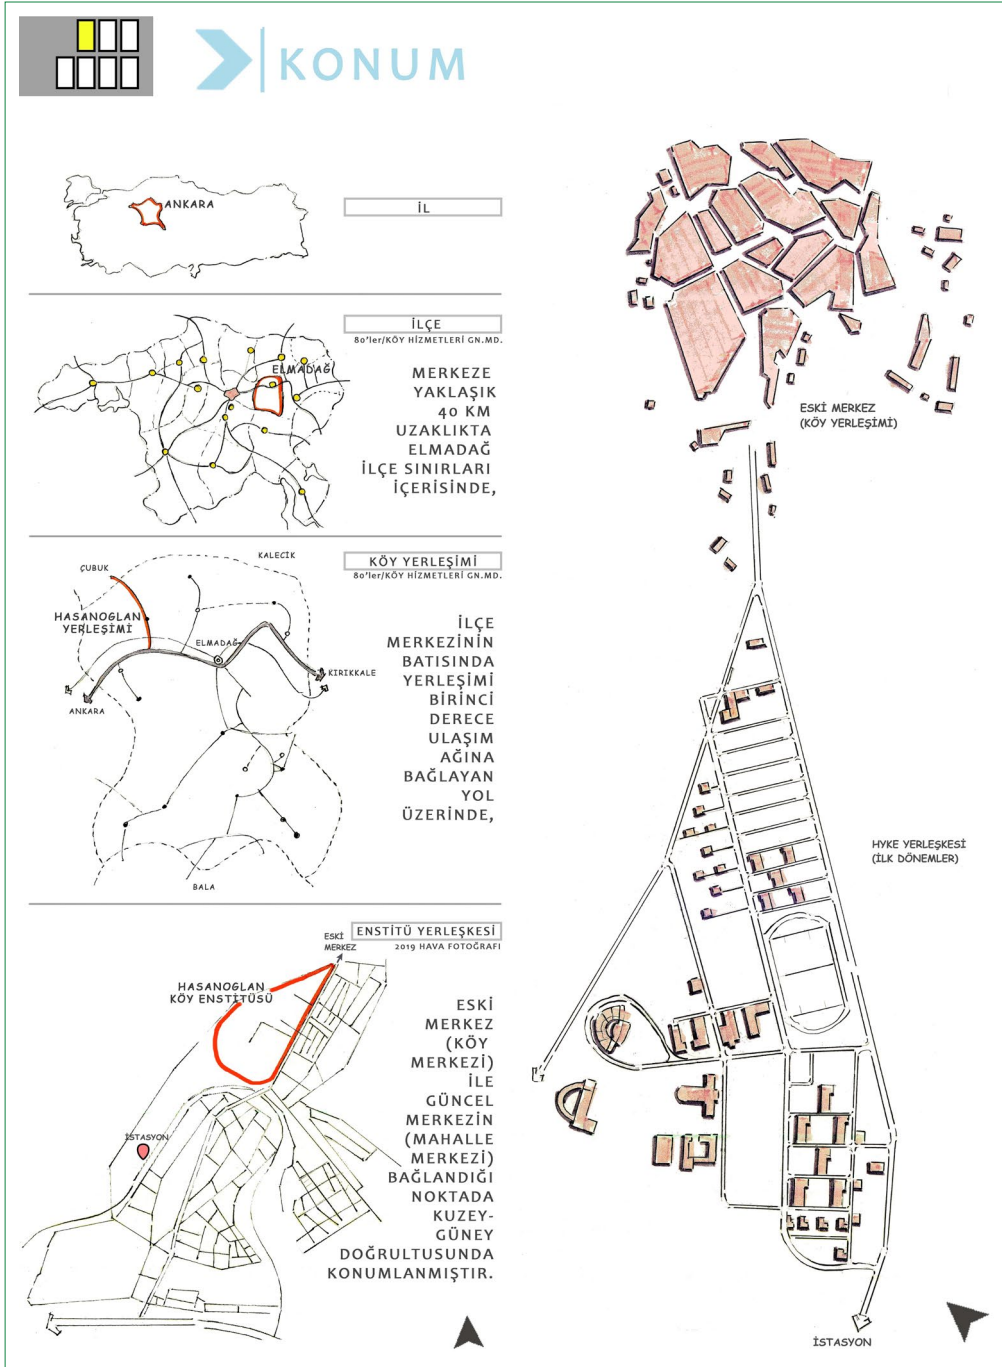 KONUM
ANKARA
İL
İLÇE
80'ler/KÖY HİZMETLERİ GN.MD.
ELMADAĞI
MERKEZE
YAKLAŞIK
40 KM
UZAKLIKTA
ELMADAĞ
İLÇE SINIRLARI
İÇERİSİNDE,
KÖY YERLEŞİMİ
80'ler/KÖY HİZMETLERİ GN.MD.
KALECİK
ÇUBUK
HASANOGLAN
YERLEŞİMİ
ELMADAĞ
KIRIKKALE
ANKARA
BALA
İLÇE
MERKEZİNİN
BATISINDA
YERLEŞİMİ
BİRİNCİ
DERECE
ULAŞIM
AĞINA
BAĞLAYAN
YOL
ÜZERİNDE,
ENSTİTÜ YERLEŞKESİ
2019 HAVA FOTOĞRAFI
ESKİ
MERKEZ
HASANOGLAN
KÖY ENSTİTÜSÜ
İSTASYON
ESKİ
MERKEZ
(KÖY
MERKEZİ)
İLE
GÜNCEL
MERKEZİN
(MAHALLE
MERKEZİ)
BAĞLANDIĞI
NOKTADA
KUZEY-
GÜNEY
DOĞRULTUSUNDA
KONUMLANMIŞTIR.
ESKİ MERKEZ
(KÖY YERLEŞİMİ)
HYKE YERLEŞKESİ
(İLK DÖNEMLER)
İSTASYON